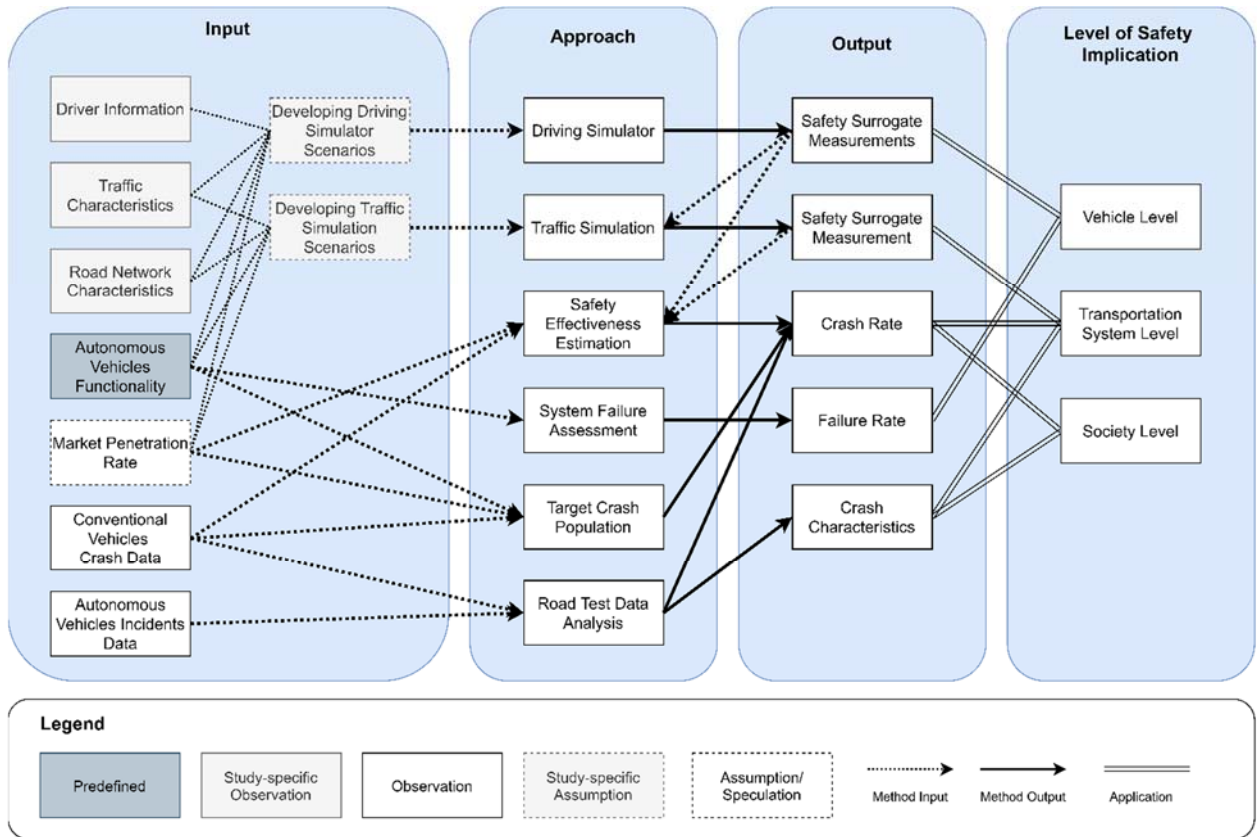 Input
Approach
Output
Level of Safety
Implication
Driver Information
Traffic
Characteristics
Road Network
Characteristics
Autonomous
Vehicles
Functionality
Market Penetration
Rate
Conventional
Vehicles
Crash Data
Autonomous
Vehicles Incidents
Data
Developing Driving
Simulator
Scenarios
Developing Traffic
Simulation
Scenarios
Driving Simulator
Traffic Simulation
Safety
Effectiveness
Estimation
System Failure
Assessment
Target Crash
Population
Road Test Data
Analysis
Safety Surrogate
Measurements
Safety Surrogate
Measurement
Crash Rate
Failure Rate
Crash
Characteristics
Vehicle Level
Transportation
System Level
Society Level
Legend
Predefined
Study-specific
Observation
Observation
Study-specific
Assumption
Assumption/
Speculation
Method Input
Method Output
Application